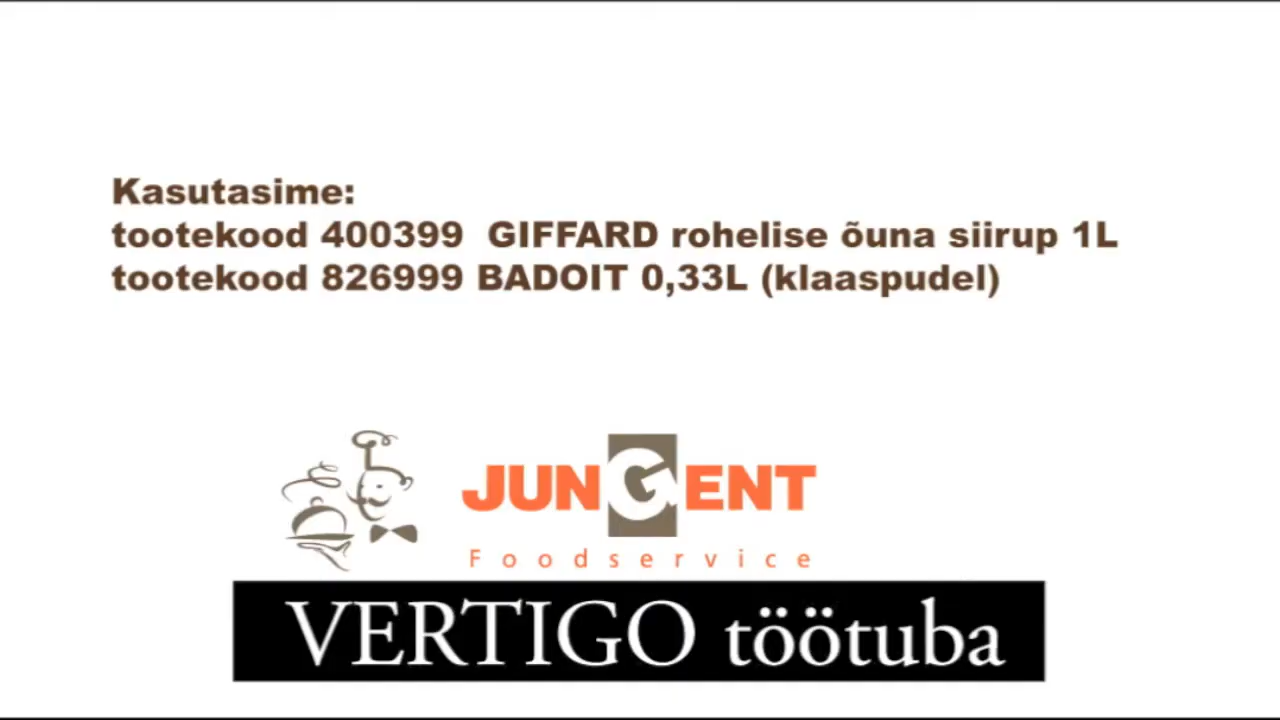 Kasutasime:
tootekood 400399 GIFFARD rohelise õuna siirup 1L
tootekood 826999 BADOIT 0,33L (klaaspudel)
JUNGENT
Foodservice
VERTIGO töötuba